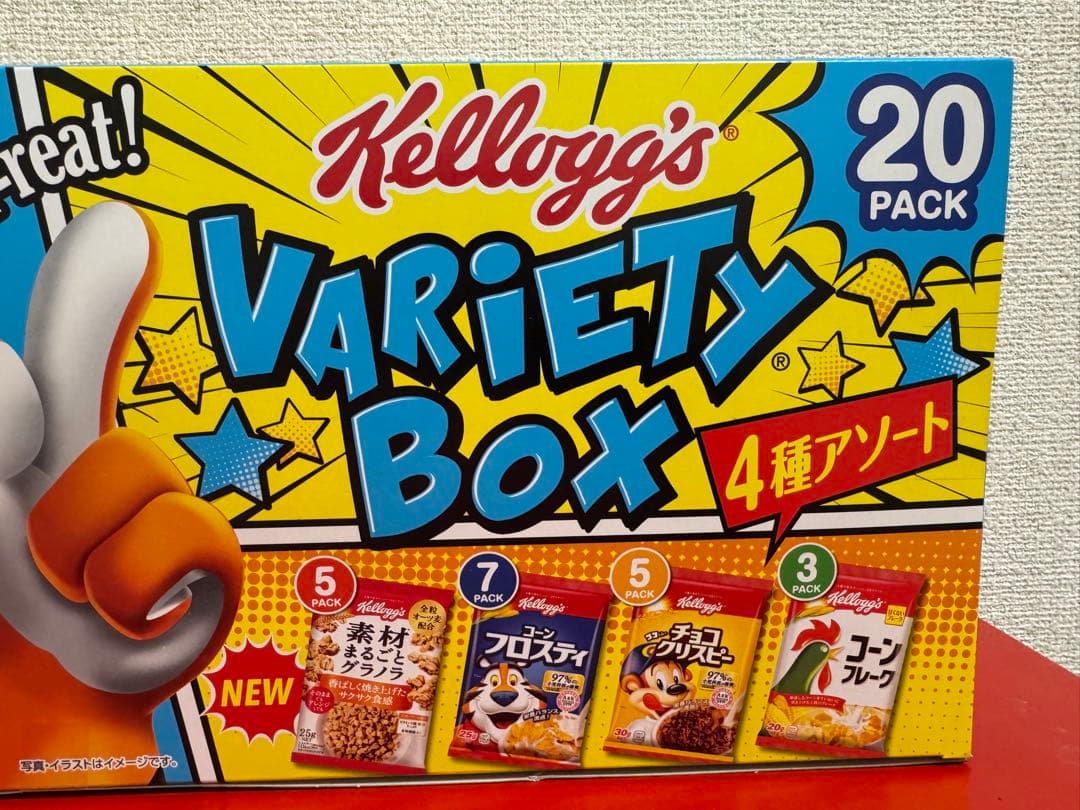 reat!
Kellogg's®
20
PACK
VARiETY
BOX®
4種アソート
5
PACK
7
PACK
5
PACK
3
PACK
NEW
Kellogg's
全粒
オーツ麦
配合
素材
まるごと
グラノラ
香ばしく焼き上げた
サクサク食感
25g
Kellogg's
コーン
フロスティ
97%
25g
Kellogg's
ココくんの
チョコ
クリスピー
97%
30g
Kellogg's
コーン
フレーク
20g
写真・イラストはイメージです。